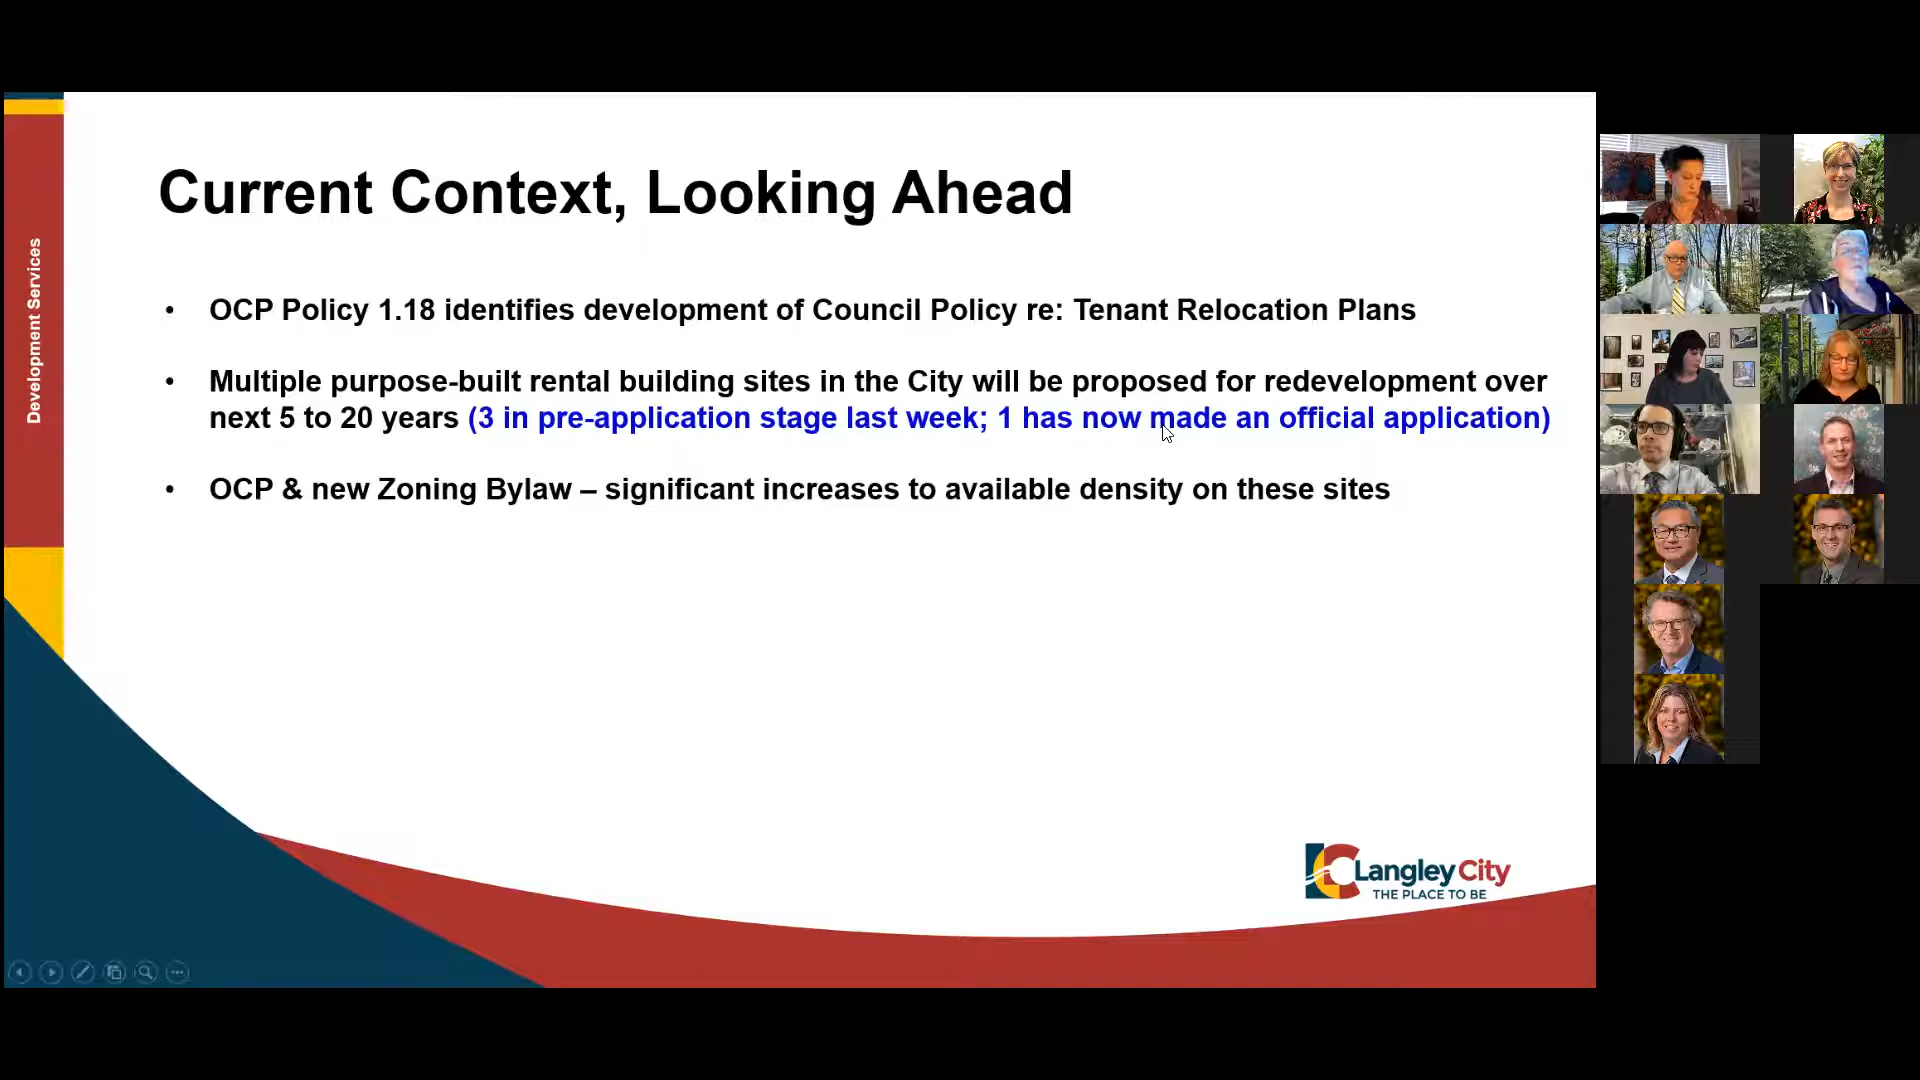 Development Services
Current Context, Looking Ahead
• OCP Policy 1.18 identifies development of Council Policy re: Tenant Relocation Plans
• Multiple purpose-built rental building sites in the City will be proposed for redevelopment over
next 5 to 20 years (3 in pre-application stage last week; 1 has now made an official application)
• OCP & new Zoning Bylaw – significant increases to available density on these sites
LC Langley City
THE PLACE TO BE